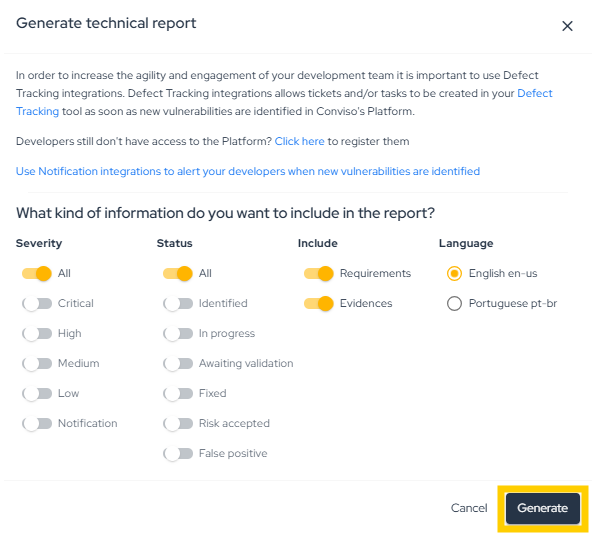 Generate technical report
In order to increase the agility and engagement of your development team it is important to use Defect
Tracking integrations. Defect Tracking integrations allows tickets and/or tasks to be created in your Defect
Tracking tool as soon as new vulnerabilities are identified in Conviso's Platform.
Developers still don't have access to the Platform? Click here to register them
Use Notification integrations to alert your developers when new vulnerabilities are identified
What kind of information do you want to include in the report?
Severity
All
Critical
High
Medium
Low
Notification
Status
All
Identified
In progress
Awaiting validation
Fixed
Risk accepted
False positive
Include
Requirements
Evidences
Language
English en-us
Portuguese pt-br
Cancel
Generate